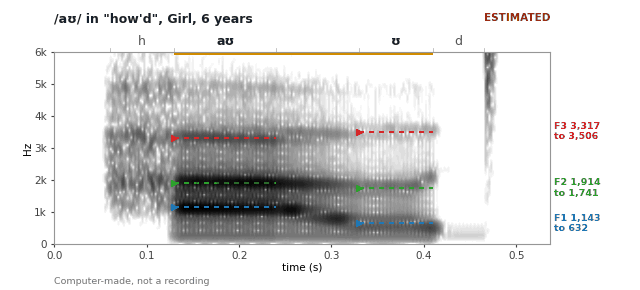 /aʊ/ in "how'd", Girl, 6 years
ESTIMATED
h aʊ ʊ d
6k
5k
4k
3k
2k
1k
0
Hz
0.0 0.1 0.2 0.3 0.4 0.5
time (s)
F3 3,317
to 3,506
F2 1,914
to 1,741
F1 1,143
to 632
Computer-made, not a recording